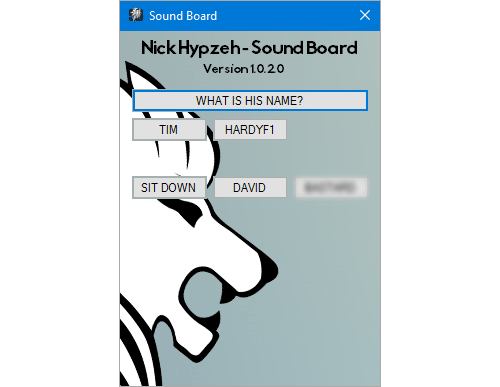 Sound Board
Nick Hypzeh - Sound Board
Version 1.0.2.0
WHAT IS HIS NAME?
TIM HARDYF1
SIT DOWN DAVID